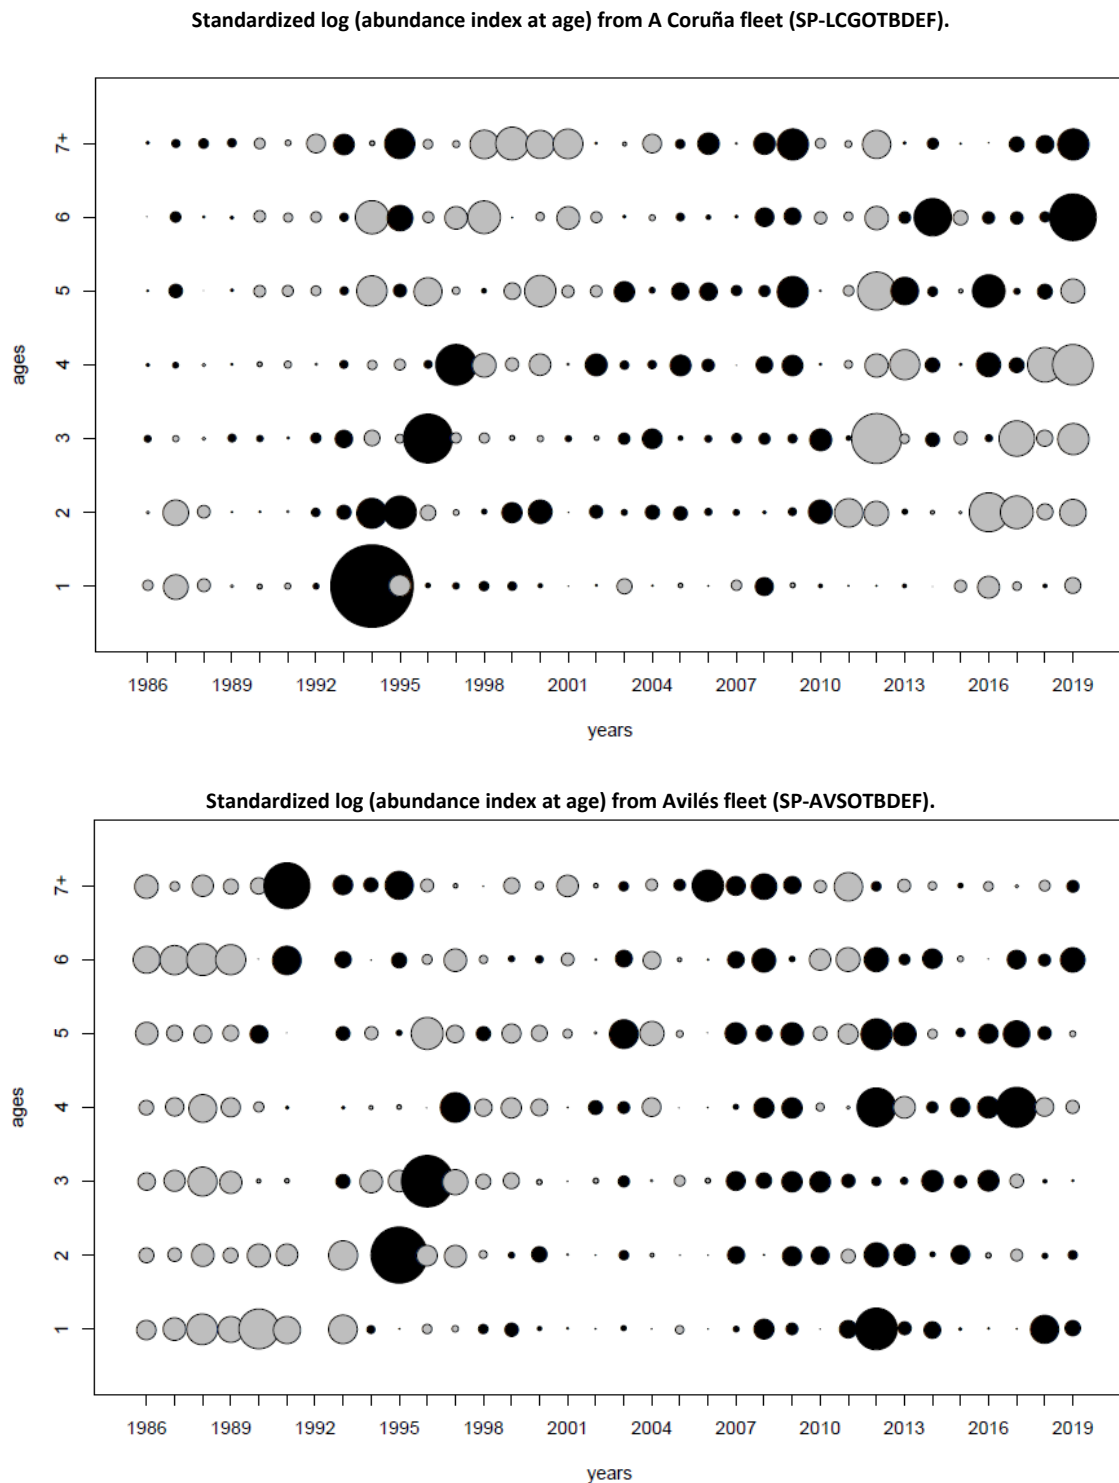 Standardized log (abundance index at age) from A Coruña fleet (SP-LCGOTBDEF).
7+
6
5
4
3
2
1
ages
1986 1989 1992 1995 1998 2001 2004 2007 2010 2013 2016 2019
years
Standardized log (abundance index at age) from Avilés fleet (SP-AVSOTBDEF).
7+
6
5
4
3
2
1
ages
1986 1989 1992 1995 1998 2001 2004 2007 2010 2013 2016 2019
years